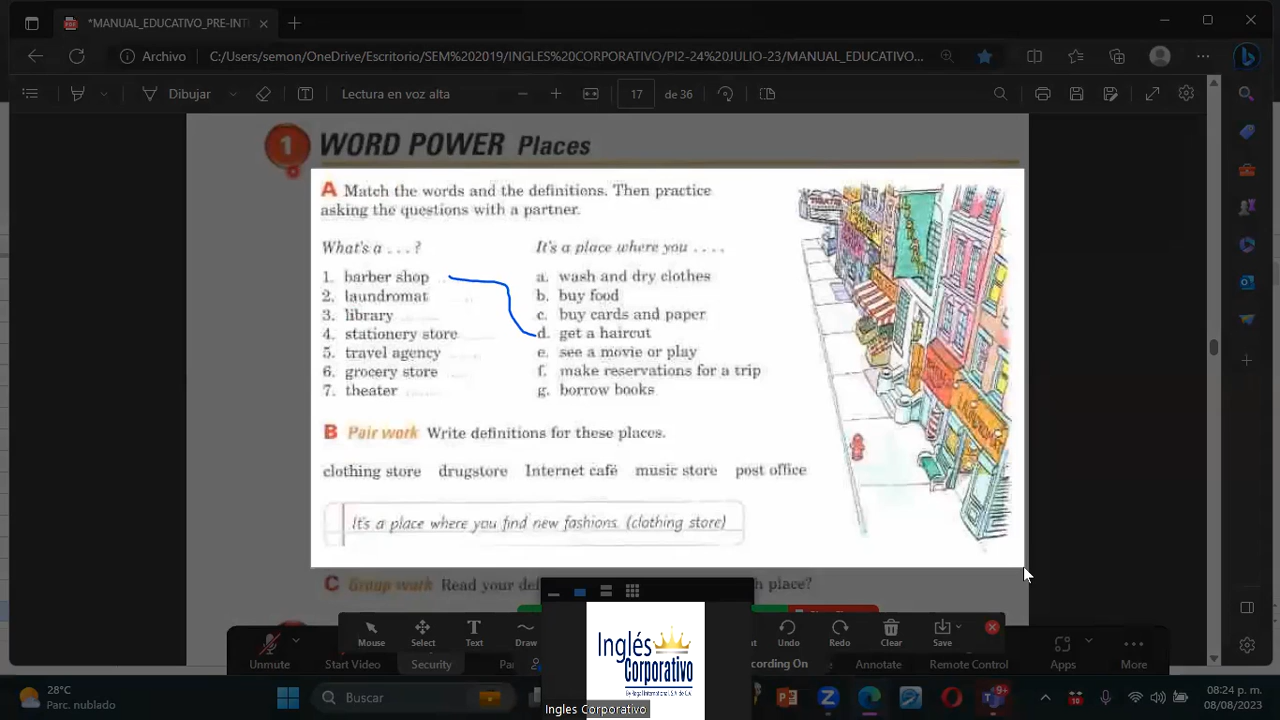 *MANUAL_EDUCATIVO_PRE-INT
Archivo
C:/Users/semon/OneDrive/Escritorio/SEM%202019/INGLES%20CORPORATIVO/PI2-24%20JULIO-23/MANUAL_EDUCATIVO...
Dibujar
Lectura en voz alta
17
de 36
1 WORD POWER Places
A Match the words and the definitions. Then practice
asking the questions with a partner.
What's a . . . ?
1. barber shop
2. laundromat
3. library
4. stationery store
5. travel agency
6. grocery store
7. theater
It's a place where you . . . .
a. wash and dry clothes
b. buy food
c. buy cards and paper
d. get a haircut
e. see a movie or play
f. make reservations for a trip
g. borrow books
B Pair work Write definitions for these places.
clothing store drugstore Internet café music store post office
It's a place where you find new fashions. (clothing store)
C Group work Read your def
h place?
Mouse
Select
Text
Draw
Undo
Redo
Clear
Save
Unmute
Start Video
Security
Pa
cording On
Annotate
Remote Control
Apps
More
Inglés
Corporativo
Ingles Corporativo
28°C
Parc. nublado
Buscar
9+
10
08:24 p. m.
08/08/2023